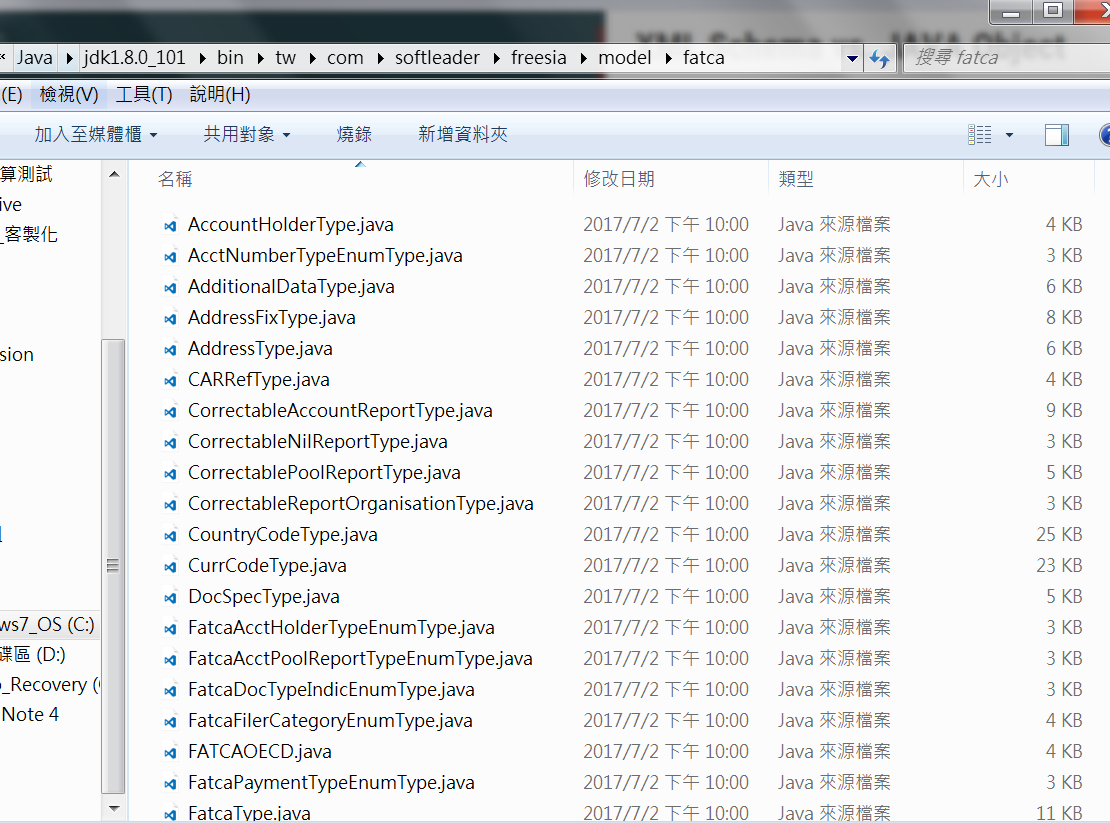 XML Schema vs. JAVA Object
Java jdk1.8.0_101 bin tw com softleader freesia model fatca 搜尋 fatca
(E) 檢視(V) 工具(T) 說明(H)
加入至媒體櫃 共用對象 燒錄 新增資料夾
算測試
ive
_客製化
sion
ws7_OS (C:)
碟區 (D:)
_Recovery (
Note 4
名稱 修改日期 類型 大小
AccountHolderType.java 2017/7/2 下午 10:00 Java 來源檔案 4 KB
AcctNumberTypeEnumType.java 2017/7/2 下午 10:00 Java 來源檔案 3 KB
AdditionalDataType.java 2017/7/2 下午 10:00 Java 來源檔案 6 KB
AddressFixType.java 2017/7/2 下午 10:00 Java 來源檔案 8 KB
AddressType.java 2017/7/2 下午 10:00 Java 來源檔案 6 KB
CARRefType.java 2017/7/2 下午 10:00 Java 來源檔案 4 KB
CorrectableAccountReportType.java 2017/7/2 下午 10:00 Java 來源檔案 9 KB
CorrectableNilReportType.java 2017/7/2 下午 10:00 Java 來源檔案 3 KB
CorrectablePoolReportType.java 2017/7/2 下午 10:00 Java 來源檔案 5 KB
CorrectableReportOrganisationType.java 2017/7/2 下午 10:00 Java 來源檔案 3 KB
CountryCodeType.java 2017/7/2 下午 10:00 Java 來源檔案 25 KB
CurrCodeType.java 2017/7/2 下午 10:00 Java 來源檔案 23 KB
DocSpecType.java 2017/7/2 下午 10:00 Java 來源檔案 5 KB
FatcaAcctHolderTypeEnumType.java 2017/7/2 下午 10:00 Java 來源檔案 3 KB
FatcaAcctPoolReportTypeEnumType.java 2017/7/2 下午 10:00 Java 來源檔案 3 KB
FatcaDocTypeIndicEnumType.java 2017/7/2 下午 10:00 Java 來源檔案 3 KB
FatcaFilerCategoryEnumType.java 2017/7/2 下午 10:00 Java 來源檔案 4 KB
FATCAOECD.java 2017/7/2 下午 10:00 Java 來源檔案 4 KB
FatcaPaymentTypeEnumType.java 2017/7/2 下午 10:00 Java 來源檔案 3 KB
FatcaType.java 2017/7/2 下午 10:00 Java 來源檔案 11 KB